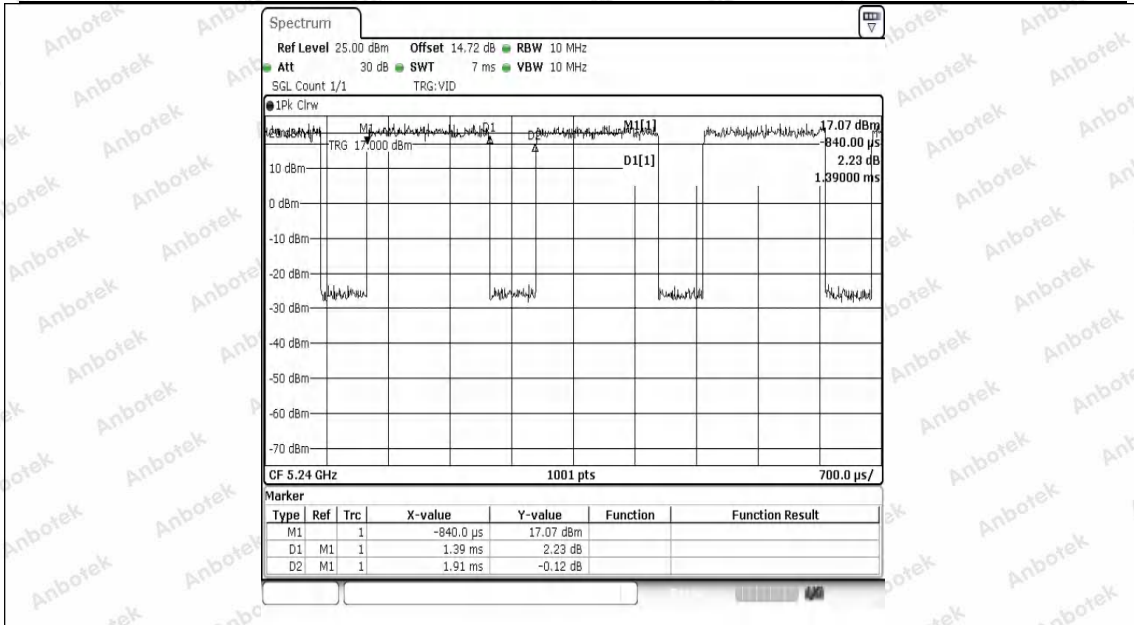 Spectrum
Ref Level 25.00 dBm Offset 14.72 dB RBW 10 MHz
Att 30 dB SWT 7 ms VBW 10 MHz
SGL Count 1/1 TRG:VID
1Pk Clrw
M1 D1 D2 M1[1] 17.07 dBm
-840.00 µs
TRG 17.000 dBm
D1[1] 2.23 dB
1.39000 ms
20 dBm
10 dBm
0 dBm
-10 dBm
-20 dBm
-30 dBm
-40 dBm
-50 dBm
-60 dBm
-70 dBm
CF 5.24 GHz 1001 pts 700.0 µs/
Marker
Type Ref Trc X-value Y-value Function Function Result
M1 1 -840.0 µs 17.07 dBm
D1 M1 1 1.39 ms 2.23 dB
D2 M1 1 1.91 ms -0.12 dB
Anbotek